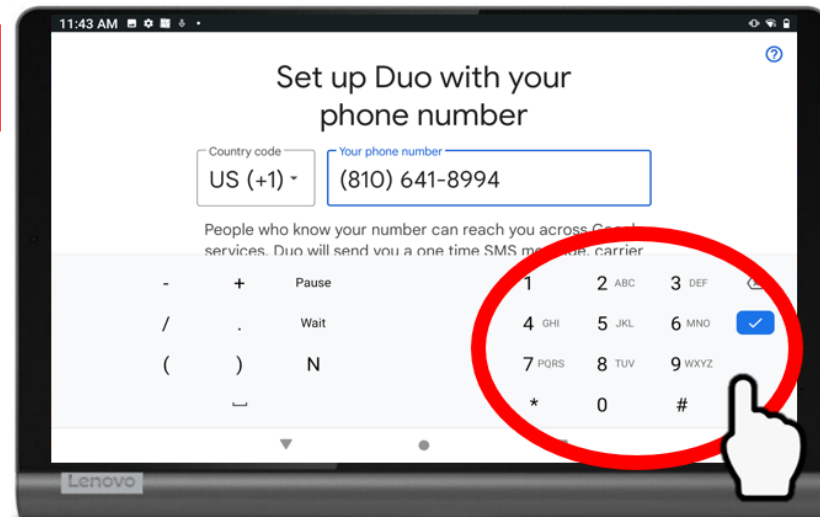 11:43 AM
Set up Duo with your
phone number
Country code
Your phone number
US (+1)
(810) 641-8994
People who know your number can reach you across Google
services. Duo will send you a one time SMS message, carrier
- + Pause 1 2 ABC 3 DEF
/ . Wait 4 GHI 5 JKL 6 MNO
( ) N 7 PQRS 8 TUV 9 WXYZ
* 0 #
Lenovo